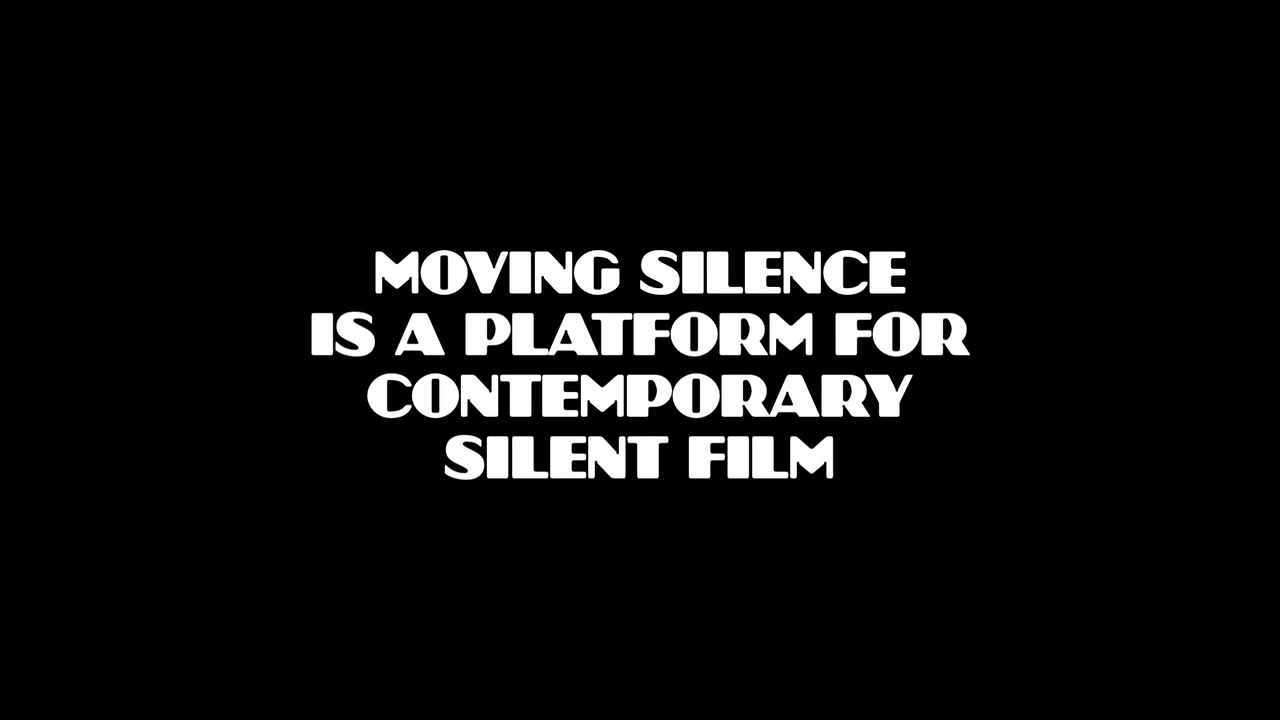 MOVING SILENCE
IS A PLATFORM FOR
CONTEMPORARY
SILENT FILM